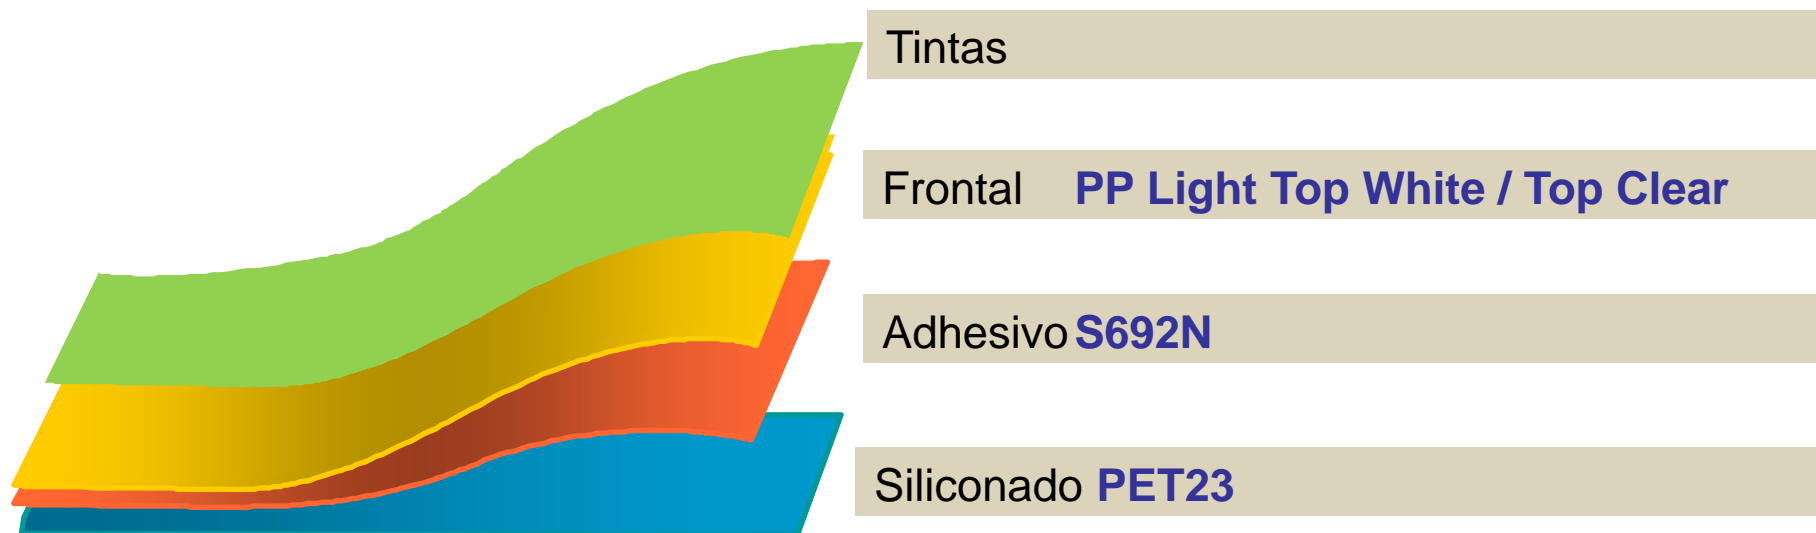 Tintas
Frontal PP Light Top White / Top Clear
Adhesivo S692N
Siliconado PET23